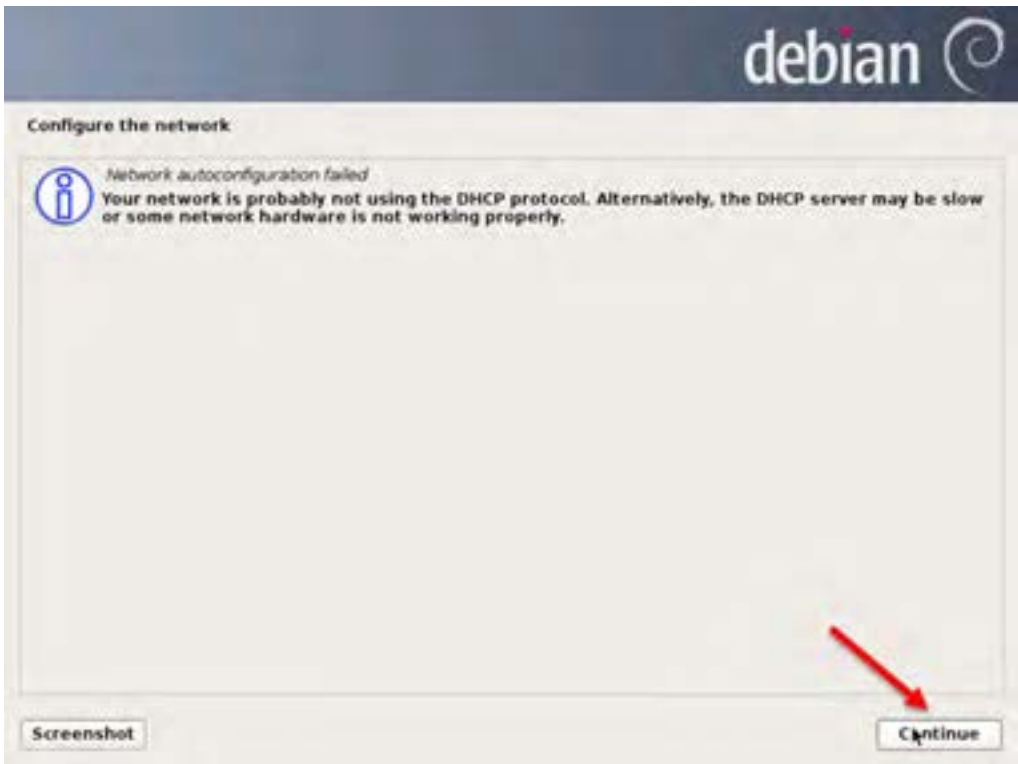 debian
Configure the network
Network autoconfiguration failed
Your network is probably not using the DHCP protocol. Alternatively, the DHCP server may be slow
or some network hardware is not working properly.
Screenshot
Continue